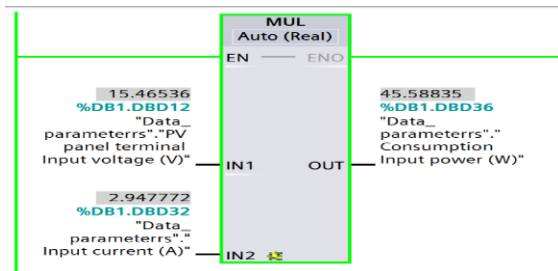 MUL
Auto (Real)
EN
ENO
15.46536
%DB1.DBD12
"Data_
parameterrs"."PV
panel terminal
Input voltage (V)"
IN1
45.58835
%DB1.DBD36
"Data_
parameterrs"."
Consumption
Input power (W)"
OUT
2.947772
%DB1.DBD32
"Data_
parameterrs"."
Input current (A)"
IN2